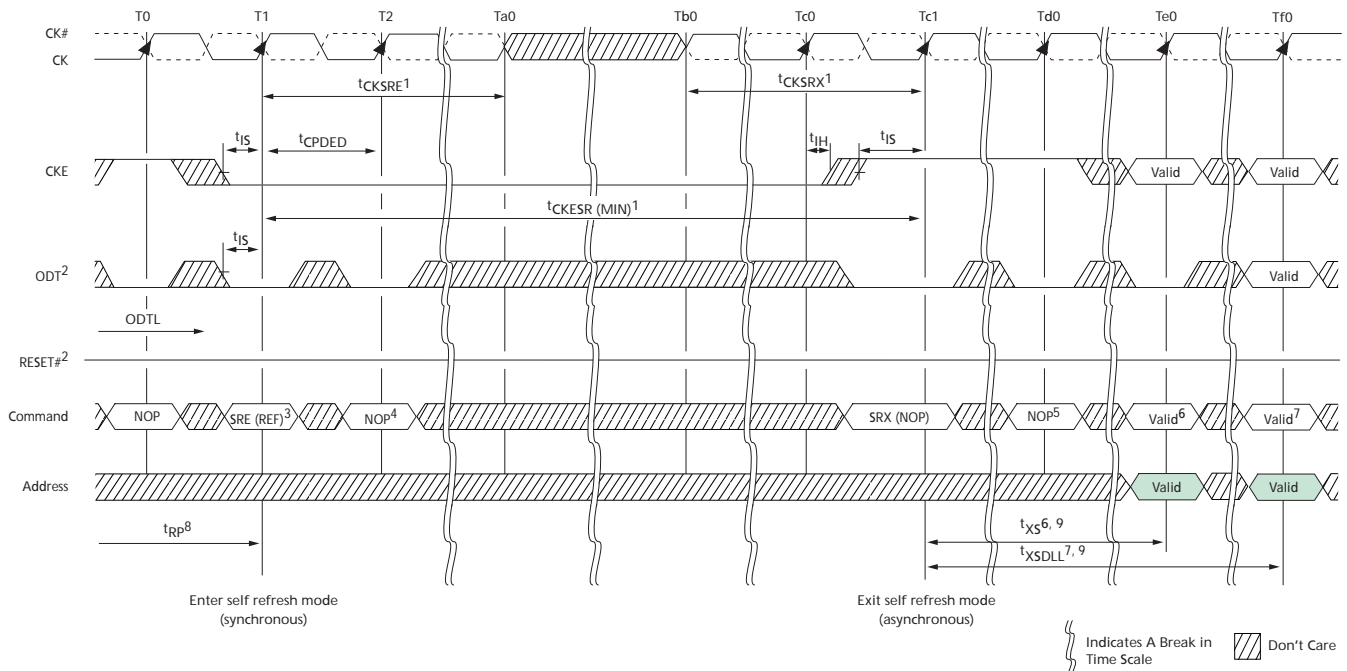 T0 T1 T2 Ta0 Tb0 Tc0 Tc1 Td0 Te0 Tf0
CK#
CK
tCKSRE1 tCKSRX1
tIS tCPDED tIH tIS
CKE Valid Valid
tCKESR (MIN)1
tIS
ODT2 Valid
ODTL
RESET#2
Command NOP SRE (REF)3 NOP4 SRX (NOP) NOP5 Valid6 Valid7
Address Valid Valid
tRP8 tXS6, 9
tXSDLL7, 9
Enter self refresh mode
(synchronous)
Exit self refresh mode
(asynchronous)
Indicates A Break in
Time Scale
Don't Care